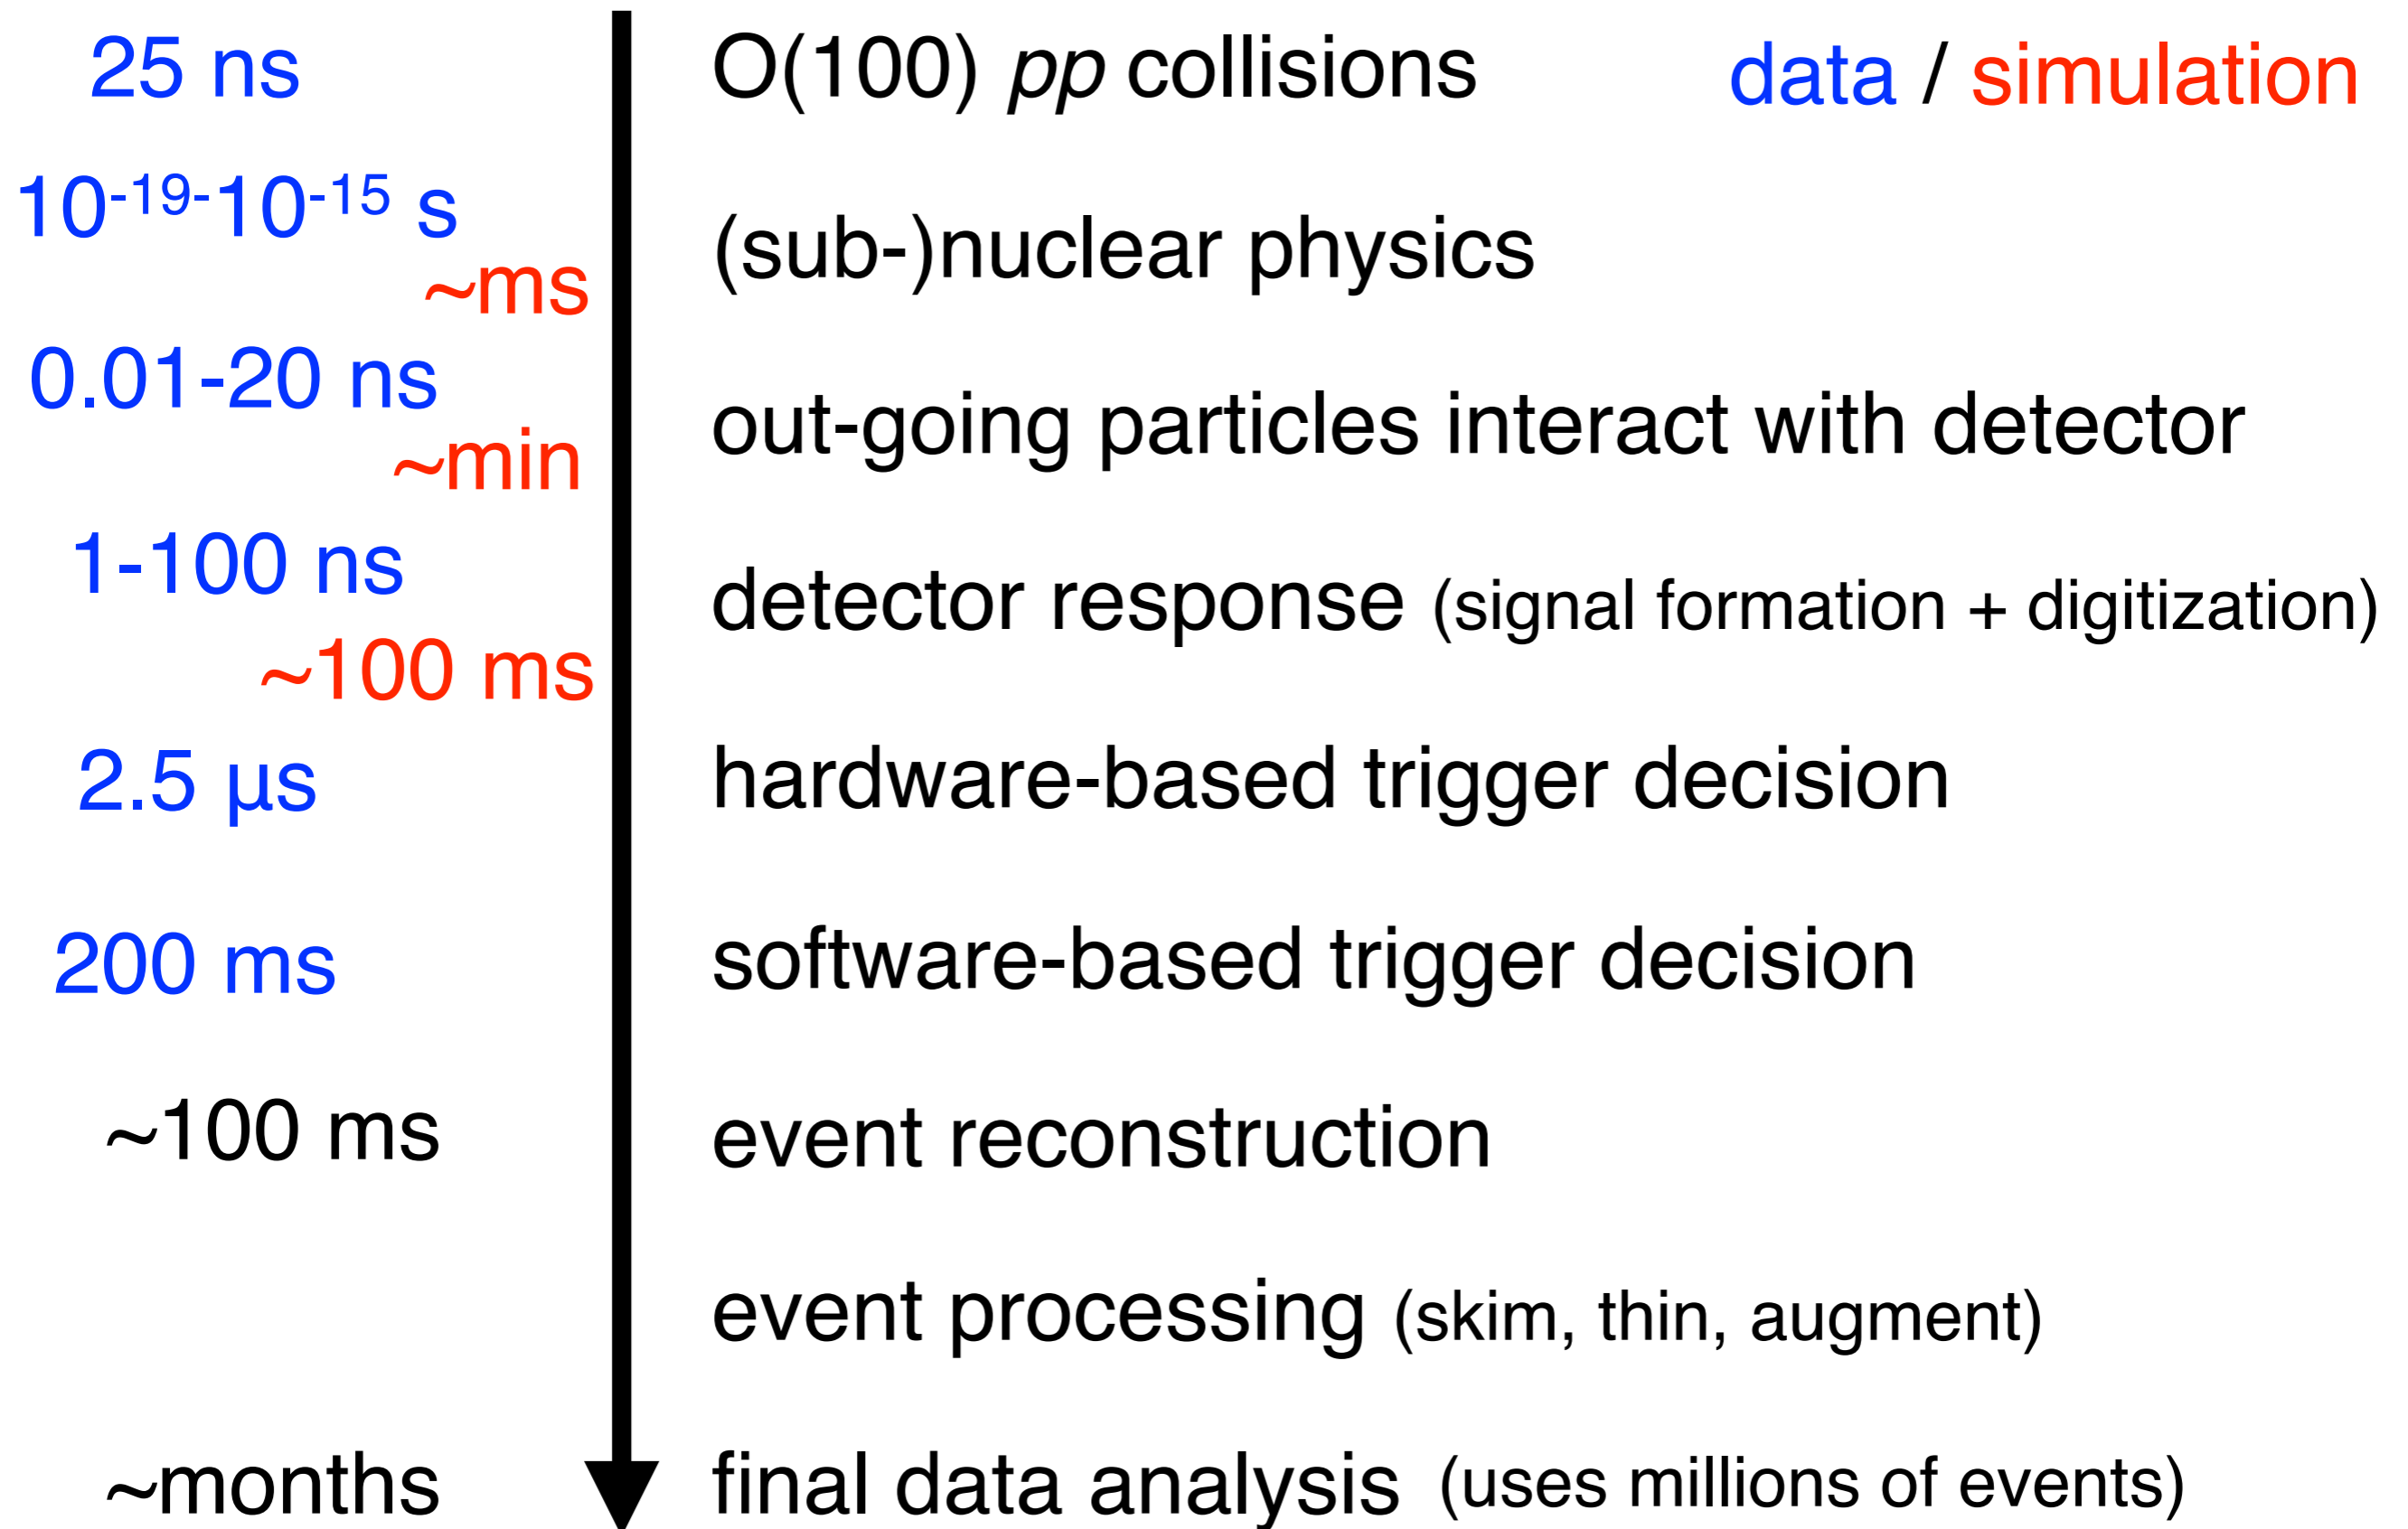 25 ns O(100) pp collisions data / simulation
10⁻¹⁹⁻10⁻¹⁵ s
(sub-)nuclear physics
~ms
0.01-20 ns
out-going particles interact with detector
~min
1-100 ns
detector response (signal formation + digitization)
~100 ms
2.5 µs hardware-based trigger decision
200 ms software-based trigger decision
~100 ms event reconstruction
event processing (skim, thin, augment)
~months final data analysis (uses millions of events)